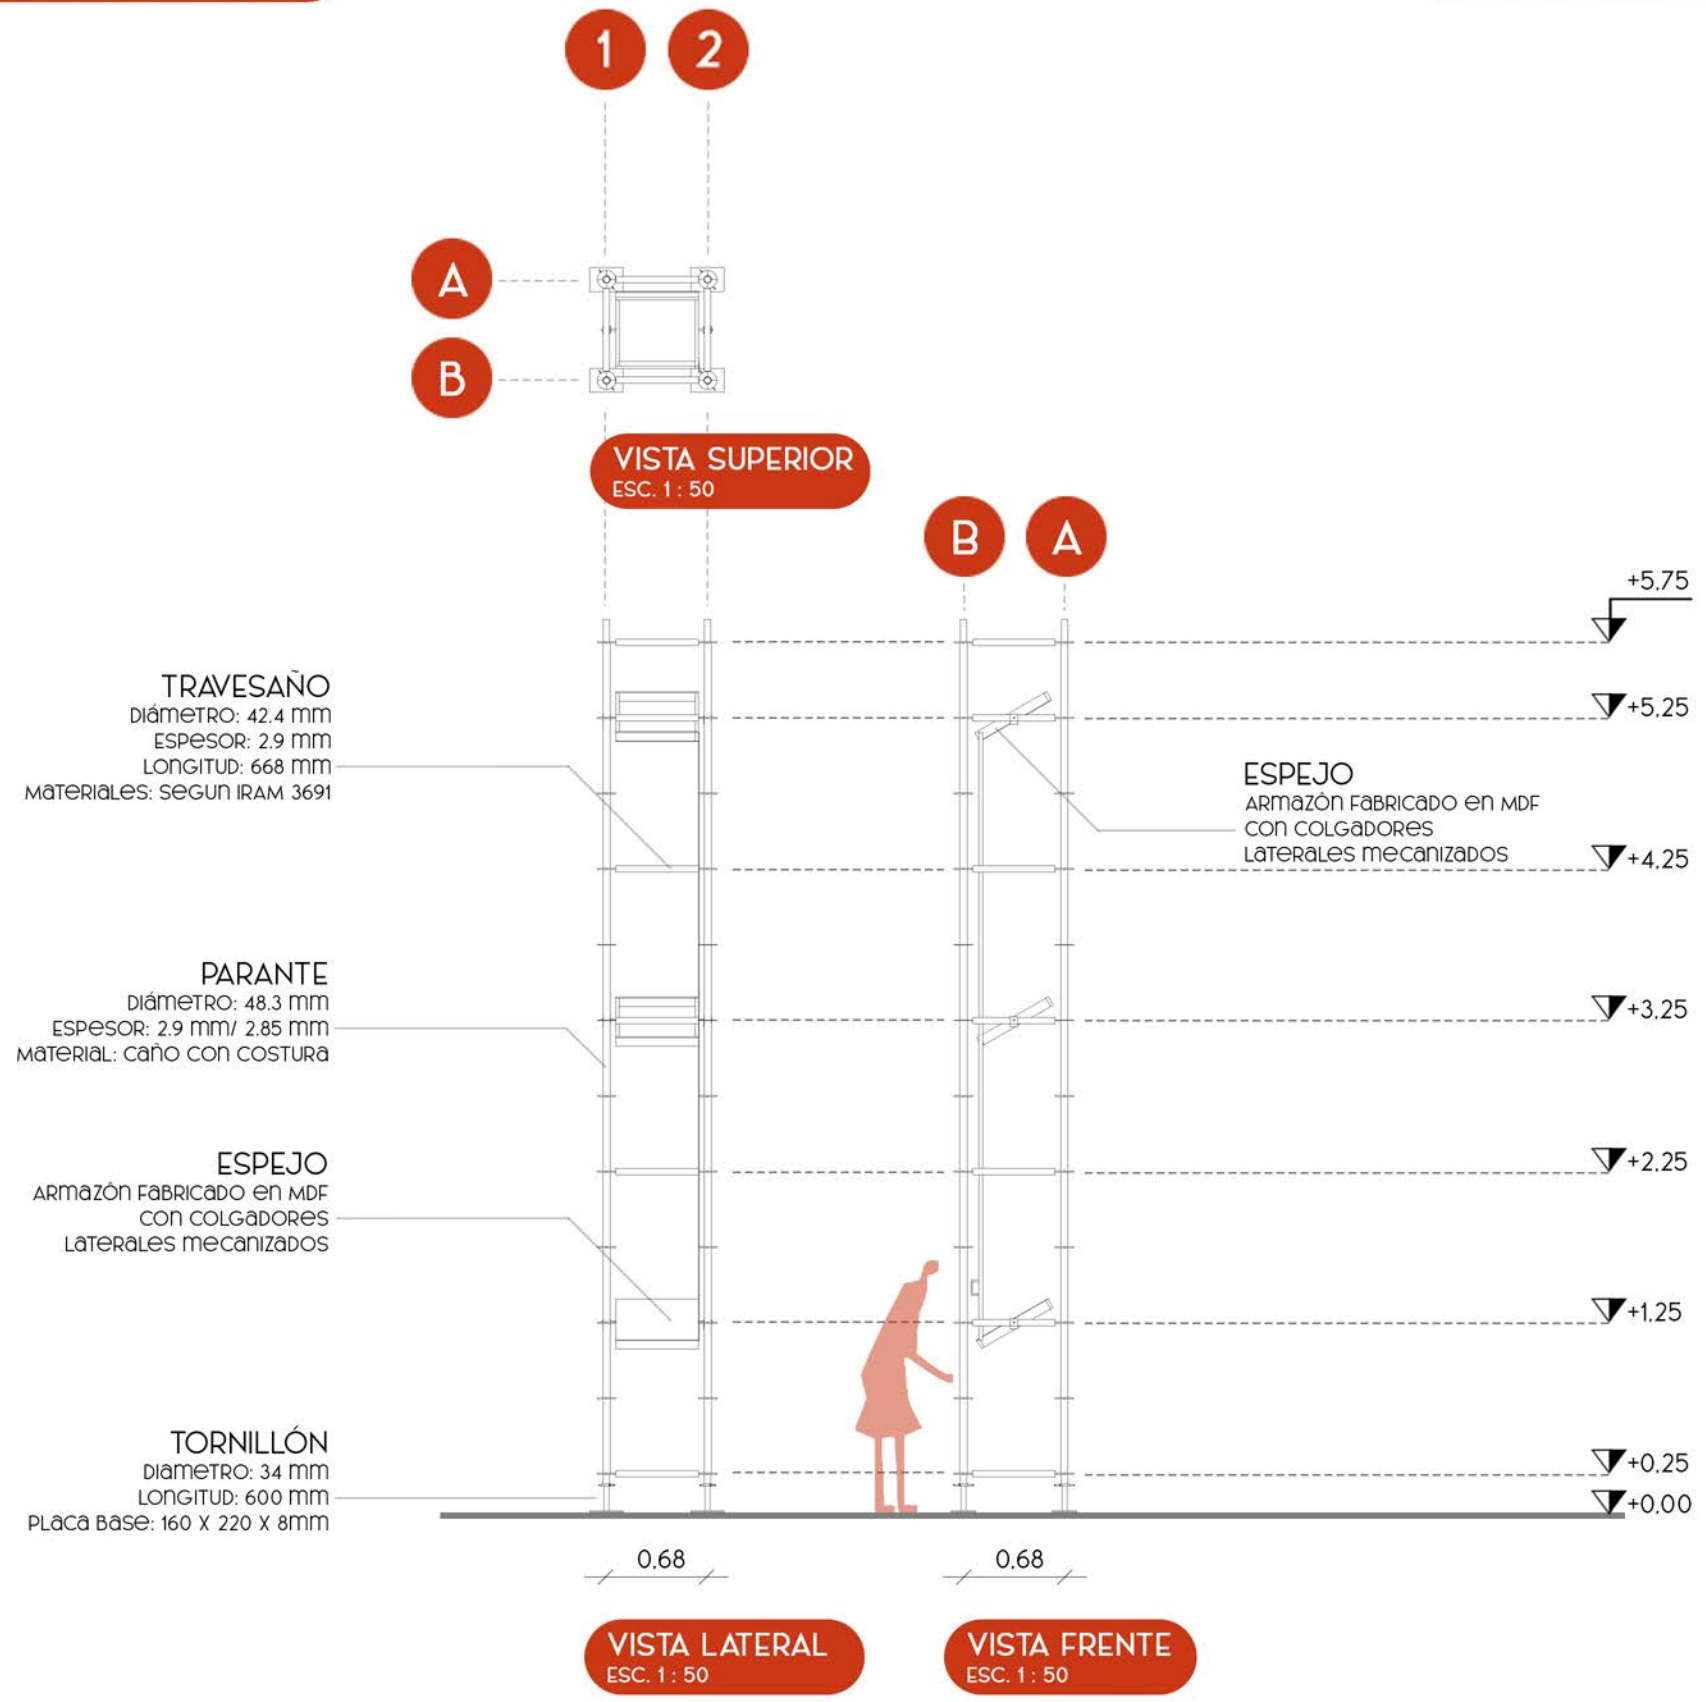 1
2
A
B
VISTA SUPERIOR
ESC. 1 : 50
B
A
+5,75
+5,25
+4,25
+3,25
+2,25
+1,25
+0,25
+0,00
TRAVESAÑO
DIÁMETRO: 42.4 mm
ESPESOR: 2.9 mm
LONGITUD: 668 mm
MATERIALES: SEGUN IRAM 3691
ESPEJO
ARMAZÓN FABRICADO EN MDF
CON COLGADORES
LATERALES MECANIZADOS
PARANTE
DIÁMETRO: 48.3 mm
ESPESOR: 2.9 mm/ 2.85 mm
MATERIAL: CAÑO CON COSTURA
ESPEJO
ARMAZÓN FABRICADO EN MDF
CON COLGADORES
LATERALES MECANIZADOS
TORNILLÓN
DIAMETRO: 34 mm
LONGITUD: 600 mm
PLACA BASE: 160 X 220 X 8mm
0,68
0,68
VISTA LATERAL
ESC. 1 : 50
VISTA FRENTE
ESC. 1 : 50